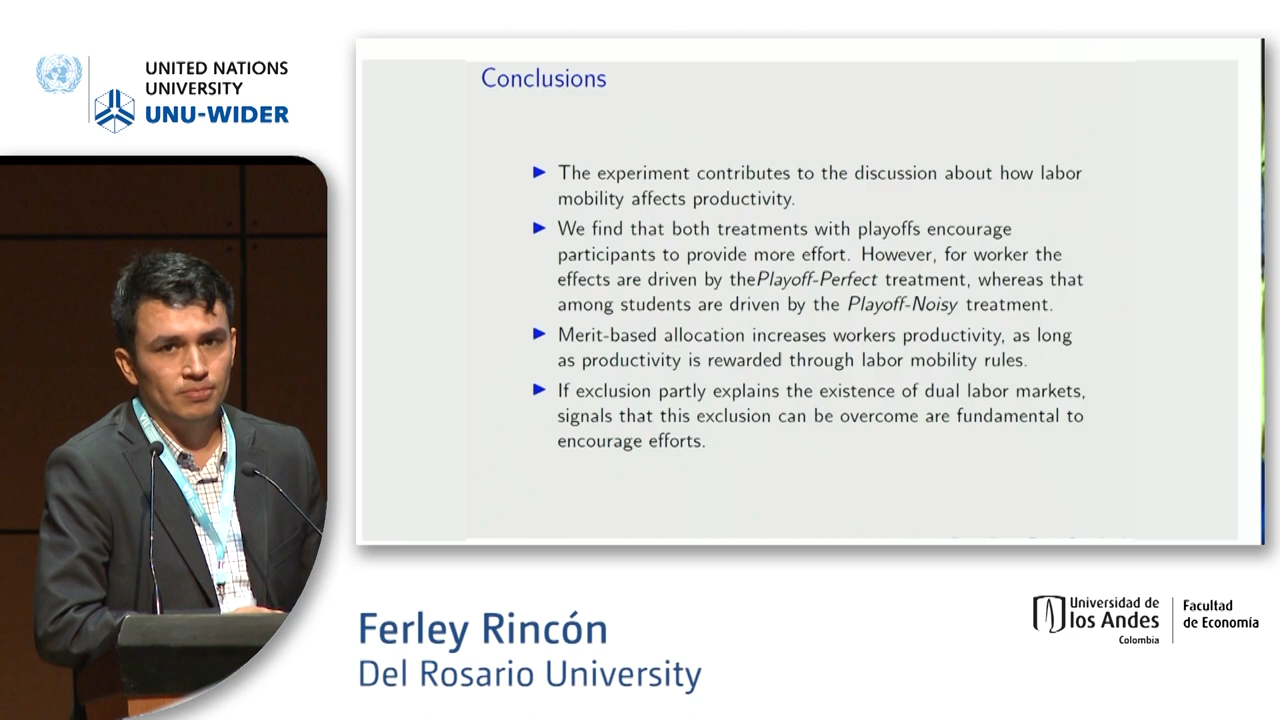 UNITED NATIONS
UNIVERSITY
UNU-WIDER
Conclusions
The experiment contributes to the discussion about how labor
mobility affects productivity.
We find that both treatments with playoffs encourage
participants to provide more effort. However, for worker the
effects are driven by thePlayoff-Perfect treatment, whereas that
among students are driven by the Playoff-Noisy treatment.
Merit-based allocation increases workers productivity, as long
as productivity is rewarded through labor mobility rules.
If exclusion partly explains the existence of dual labor markets,
signals that this exclusion can be overcome are fundamental to
encourage efforts.
Ferley Rincón
Del Rosario University
Universidad de
los Andes
Colombia
Facultad
de Economía